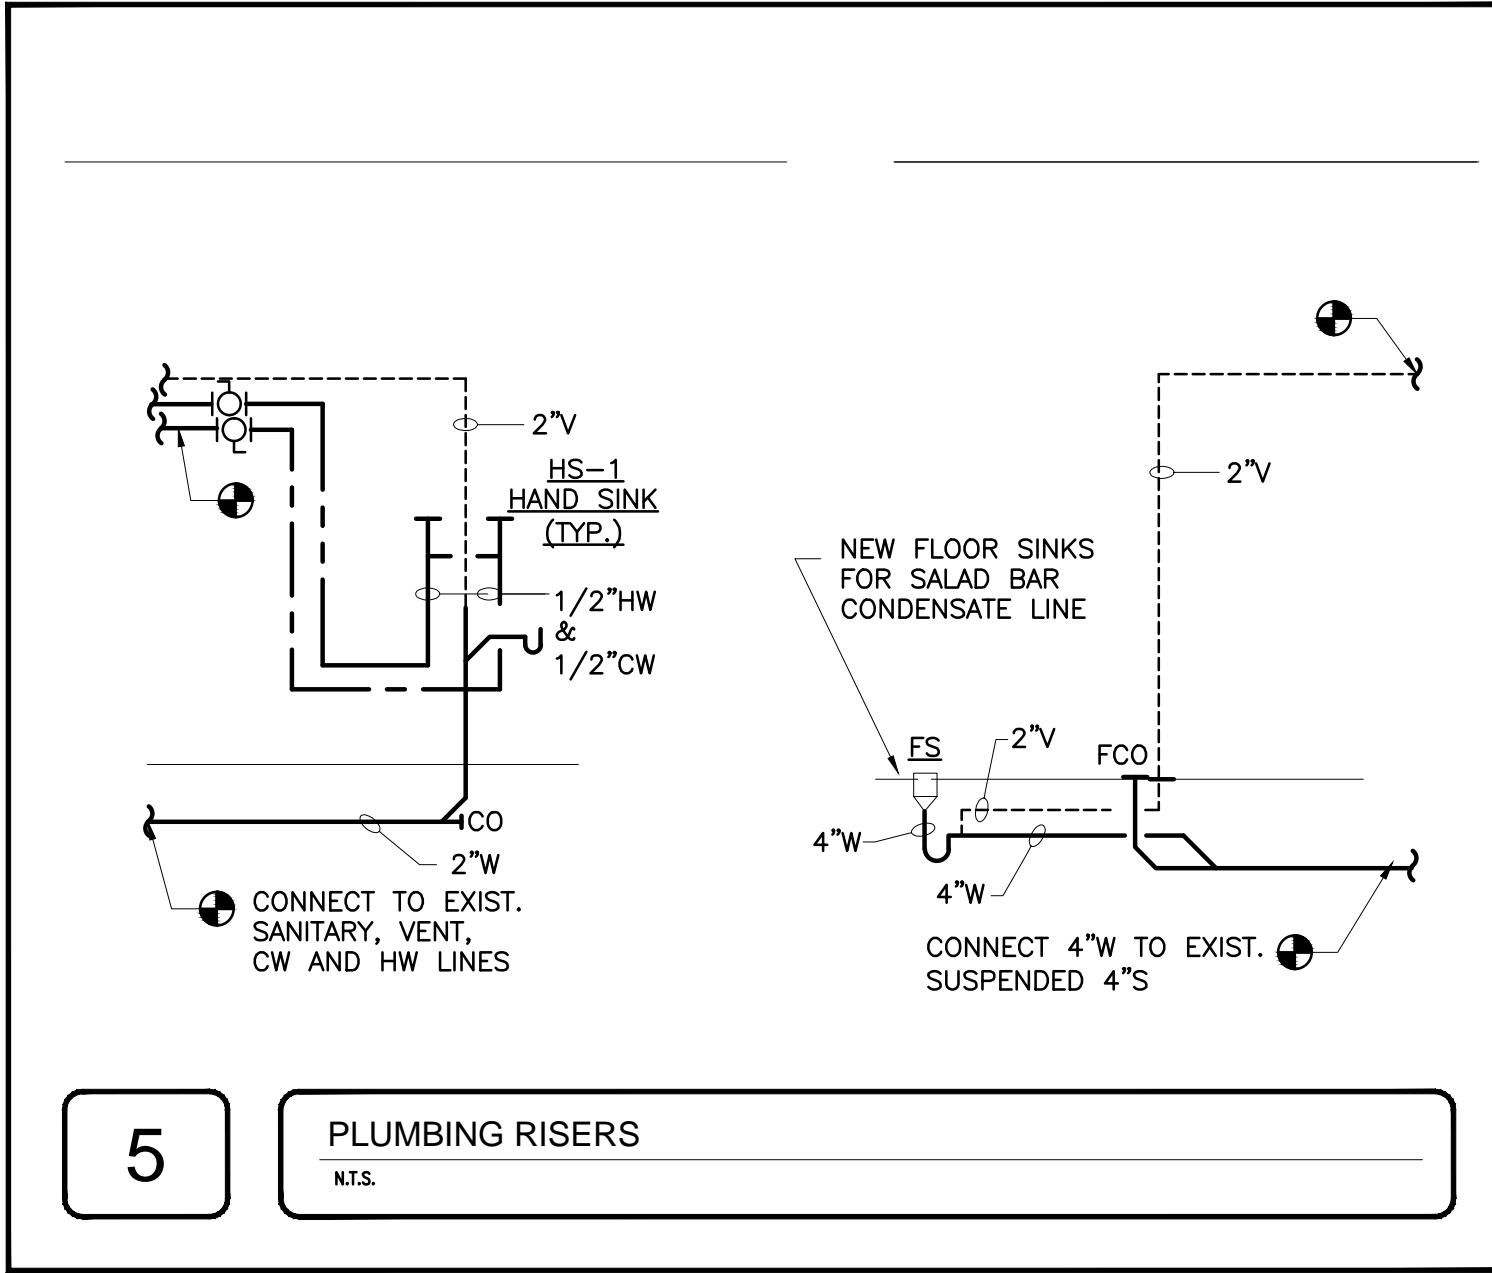 2"V
HS-1
HAND SINK
(TYP.)
1/2"HW
&
1/2"CW
CO
2"W
CONNECT TO EXIST.
SANITARY, VENT,
CW AND HW LINES
2"V
NEW FLOOR SINKS
FOR SALAD BAR
CONDENSATE LINE
FS
2"V
FCO
4"W
4"W
CONNECT 4"W TO EXIST.
SUSPENDED 4"S
5
PLUMBING RISERS
N.T.S.